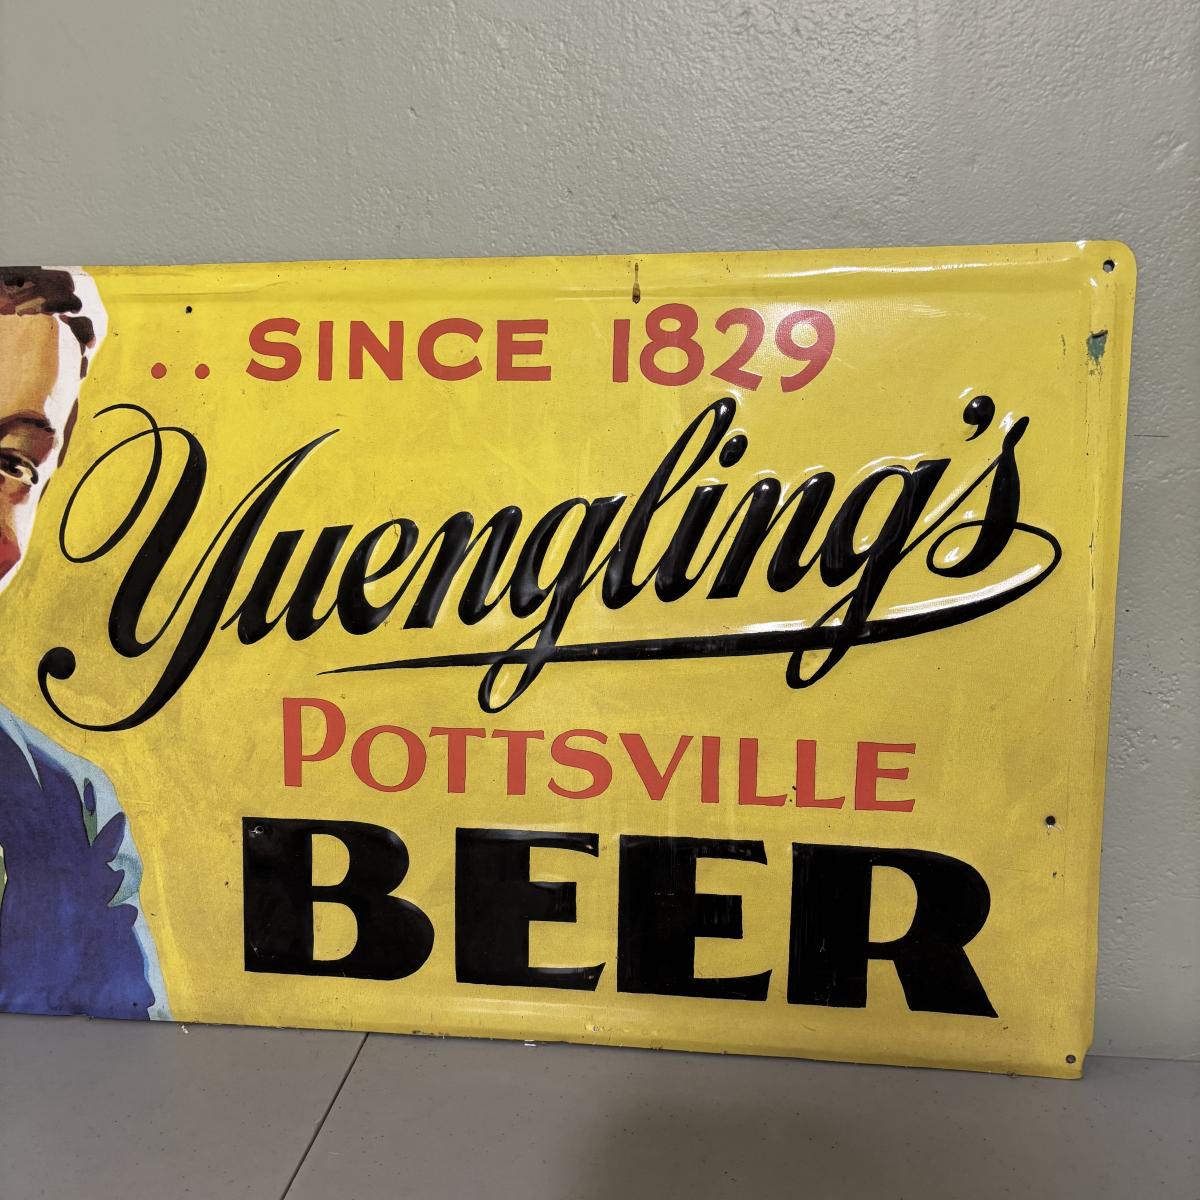 .. SINCE 1829
Yuengling's
POTTSVILLE
BEER